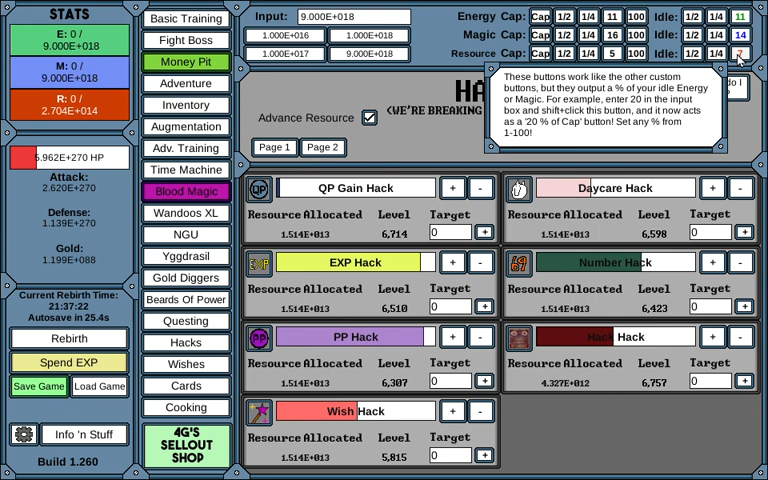 STATS
E: 0 /
9.000E+018
M: 0 /
9.000E+018
R: 0 /
2.704E+014
5.962E+270 HP
Attack:
2.620E+270
Defense:
1.139E+270
Gold:
1.199E+088
Current Rebirth Time:
21:37:22
Autosave in 25.4s
Rebirth
Spend EXP
Save Game
Load Game
Info 'n Stuff
Build 1.260
Basic Training
Fight Boss
Money Pit
Adventure
Inventory
Augmentation
Adv. Training
Time Machine
Blood Magic
Wandoos XL
NGU
Yggdrasil
Gold Diggers
Beards Of Power
Questing
Hacks
Wishes
Cards
Cooking
4G'S
SELLOUT
SHOP
Input: 9.000E+018
1.000E+016 1.000E+018
1.000E+017 9.000E+018
Energy Cap: Cap 1/2 1/4 11 100 Idle: 1/2 1/4 11
Magic Cap: Cap 1/2 1/4 16 100 Idle: 1/2 1/4 14
Resource Cap: Cap 1/2 1/4 5 100 Idle: 1/2 1/4
These buttons work like the other custom
buttons, but they output a % of your idle Energy
or Magic. For example, enter 20 in the input
box and shift+click this button, and it now acts
as a '20 % of Cap' button! Set any % from
1-100!
HA
(WE'RE BREAKING
Advance Resource
Page 1 Page 2
QP
QP Gain Hack + -
Resource Allocated Level Target
1.514E+013 6,714 0 +
Daycare Hack + -
Resource Allocated Level Target
1.514E+013 6,598 0 +
EXP
EXP Hack + -
Resource Allocated Level Target
1.514E+013 6,510 0 +
Number Hack + -
Resource Allocated Level Target
1.514E+013 6,423 0 +
PP
PP Hack + -
Resource Allocated Level Target
1.514E+013 6,307 0 +
Hack Hack + -
Resource Allocated Level Target
4.327E+012 6,757 0 +
Wish Hack + -
Resource Allocated Level Target
1.514E+013 5,815 0 +